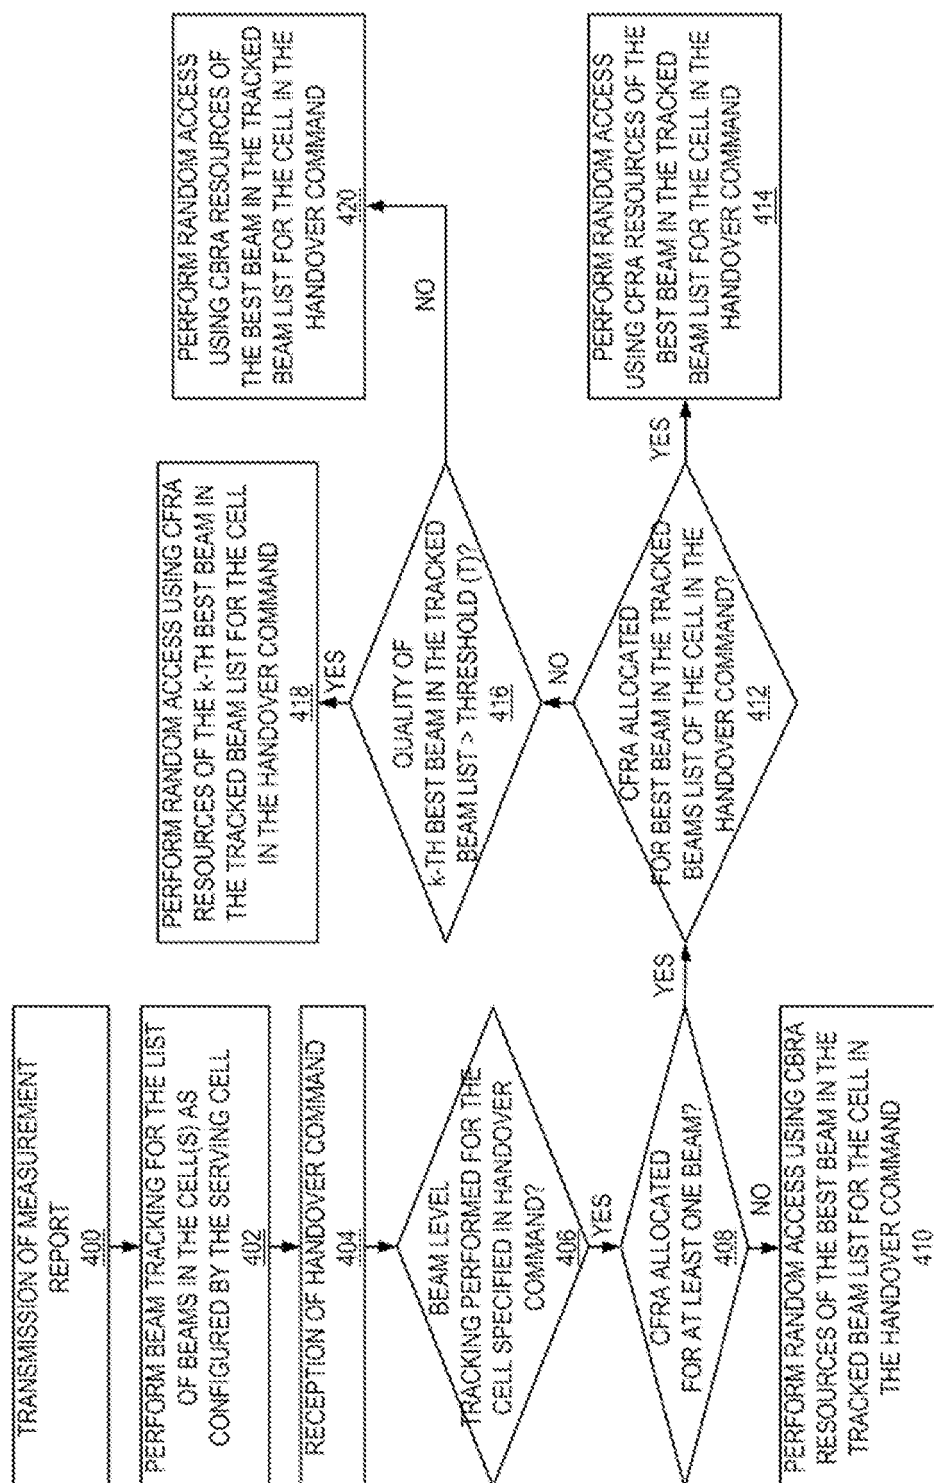 TRANSMISSION OF MEASUREMENT
REPORT
400
PERFORM BEAM TRACKING FOR THE LIST
OF BEAMS IN THE CELL(S) AS
CONFIGURED BY THE SERVING CELL
402
RECEPTION OF HANDOVER COMMAND
404
BEAM LEVEL
TRACKING PERFORMED FOR THE
CELL SPECIFIED IN HANDOVER
COMMAND?
406
YES
CFRA ALLOCATED
FOR AT LEAST ONE BEAM?
408
NO
PERFORM RANDOM ACCESS USING CBRA
RESOURCES OF THE BEST BEAM IN THE
TRACKED BEAM LIST FOR THE CELL IN
THE HANDOVER COMMAND
410
YES
CFRA ALLOCATED
FOR BEST BEAM IN THE TRACKED
BEAMS LIST OF THE CELL IN THE
HANDOVER COMMAND?
412
YES
PERFORM RANDOM ACCESS
USING CFRA RESOURCES OF THE
BEST BEAM IN THE TRACKED
BEAM LIST FOR THE CELL IN THE
HANDOVER COMMAND
414
NO
QUALITY OF
k-TH BEST BEAM IN THE TRACKED
BEAM LIST > THRESHOLD (T)?
416
YES
PERFORM RANDOM ACCESS USING CFRA
RESOURCES OF THE k-TH BEST BEAM IN
THE TRACKED BEAM LIST FOR THE CELL
IN THE HANDOVER COMMAND
418
NO
PERFORM RANDOM ACCESS
USING CBRA RESOURCES OF
THE BEST BEAM IN THE TRACKED
BEAM LIST FOR THE CELL IN THE
HANDOVER COMMAND
420